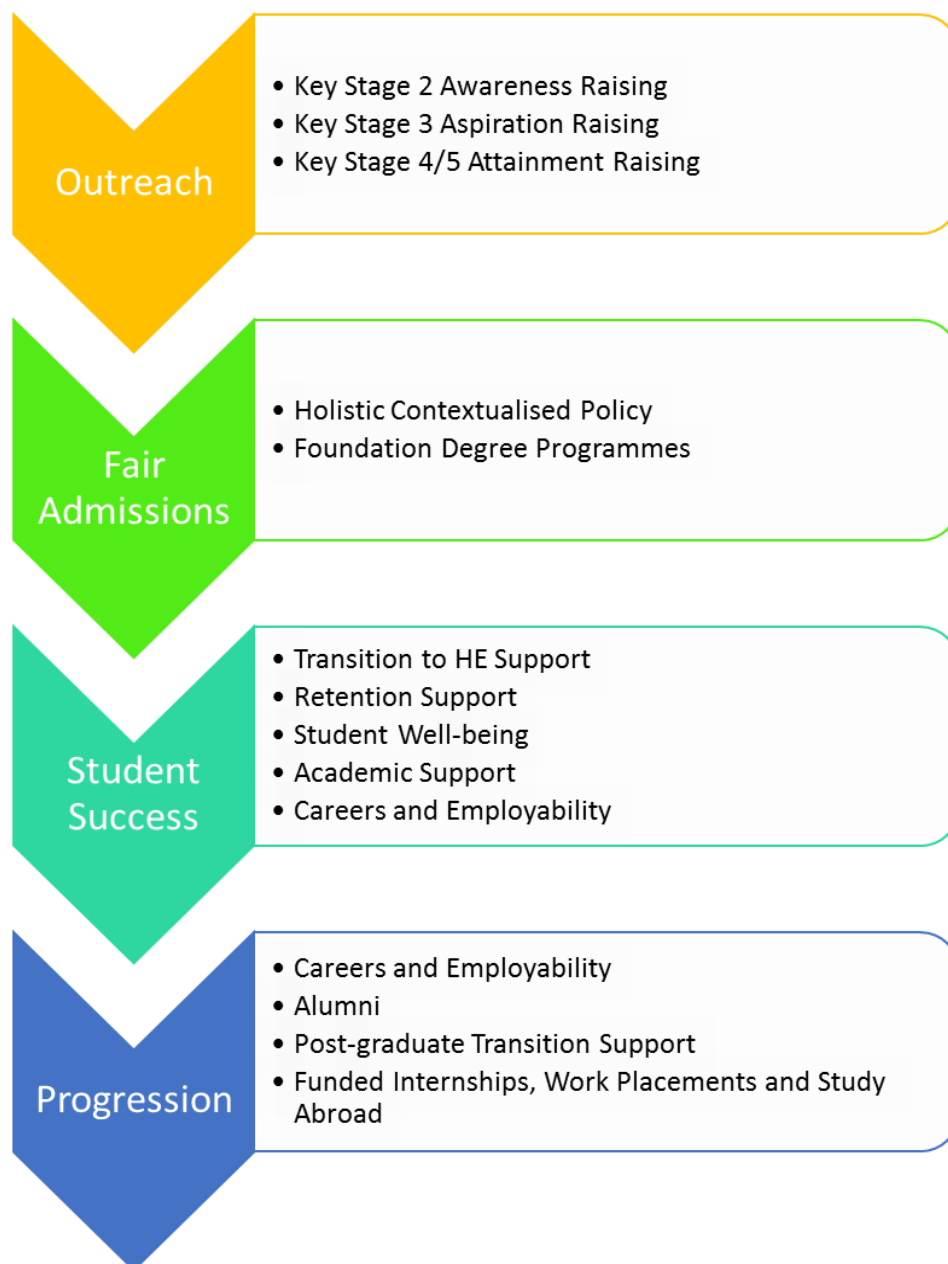 Outreach
• Key Stage 2 Awareness Raising
• Key Stage 3 Aspiration Raising
• Key Stage 4/5 Attainment Raising
Fair
Admissions
• Holistic Contextualised Policy
• Foundation Degree Programmes
Student
Success
• Transition to HE Support
• Retention Support
• Student Well-being
• Academic Support
• Careers and Employability
Progression
• Careers and Employability
• Alumni
• Post-graduate Transition Support
• Funded Internships, Work Placements and Study
Abroad